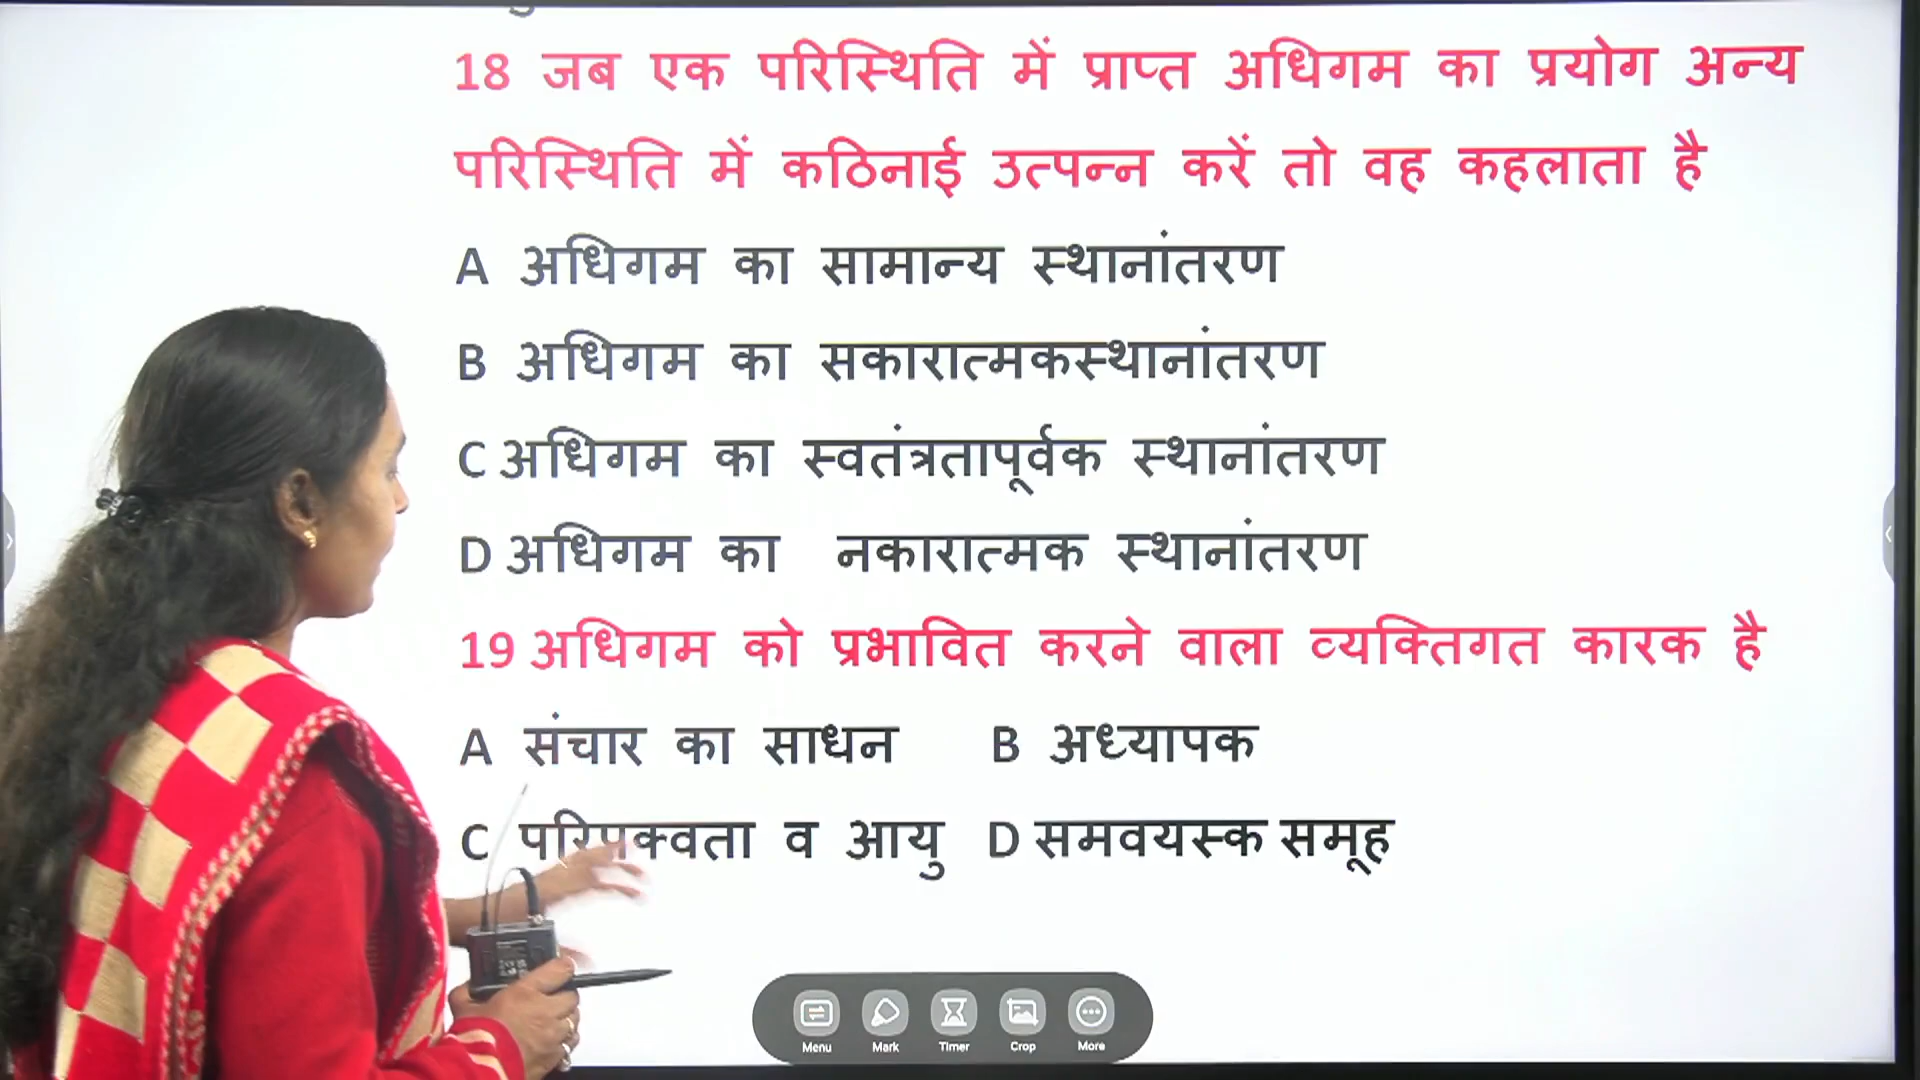 18 जब एक परिस्थिति में प्राप्त अधिगम का प्रयोग अन्य
परिस्थिति में कठिनाई उत्पन्न करें तो वह कहलाता है
A अधिगम का सामान्य स्थानांतरण
B अधिगम का सकारात्मकस्थानांतरण
C अधिगम का स्वतंत्रतापूर्वक स्थानांतरण
D अधिगम का नकारात्मक स्थानांतरण
19 अधिगम को प्रभावित करने वाला व्यक्तिगत कारक है
A संचार का साधन B अध्यापक
C परिपक्वता व आयु D समवयस्क समूह
Menu Mark Timer Crop More